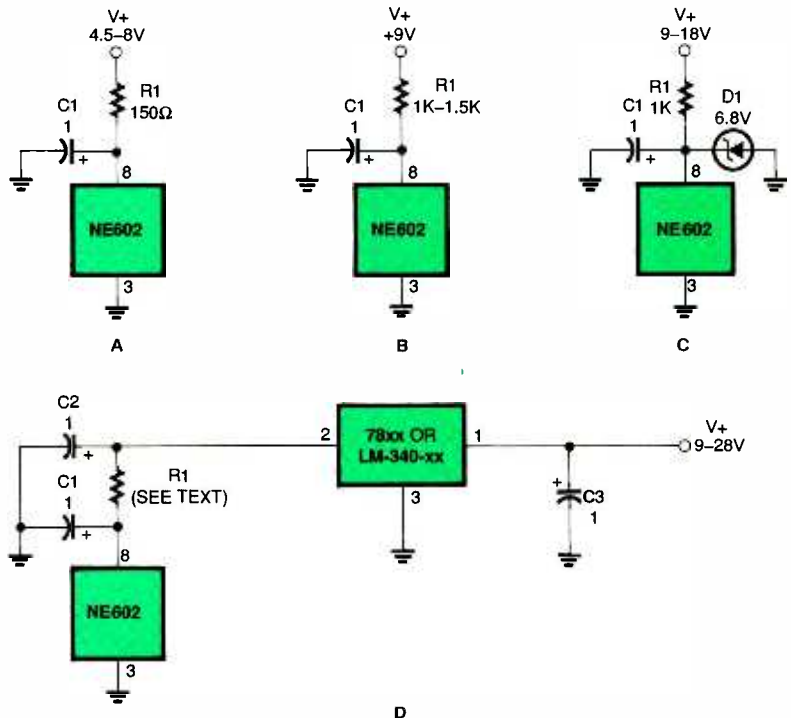 V+
4.5–8V
R1
150Ω
C1
1
+
8
NE602
3
A
V+
+9V
R1
1K–1.5K
C1
1
+
8
NE602
3
B
V+
9–18V
R1
1K
D1
6.8V
C1
1
+
8
NE602
3
C
C2
1
+
R1
(SEE TEXT)
C1
1
+
8
NE602
3
2
78xx OR
LM-340-xx
1
3
V+
9–28V
+
C3
1
D